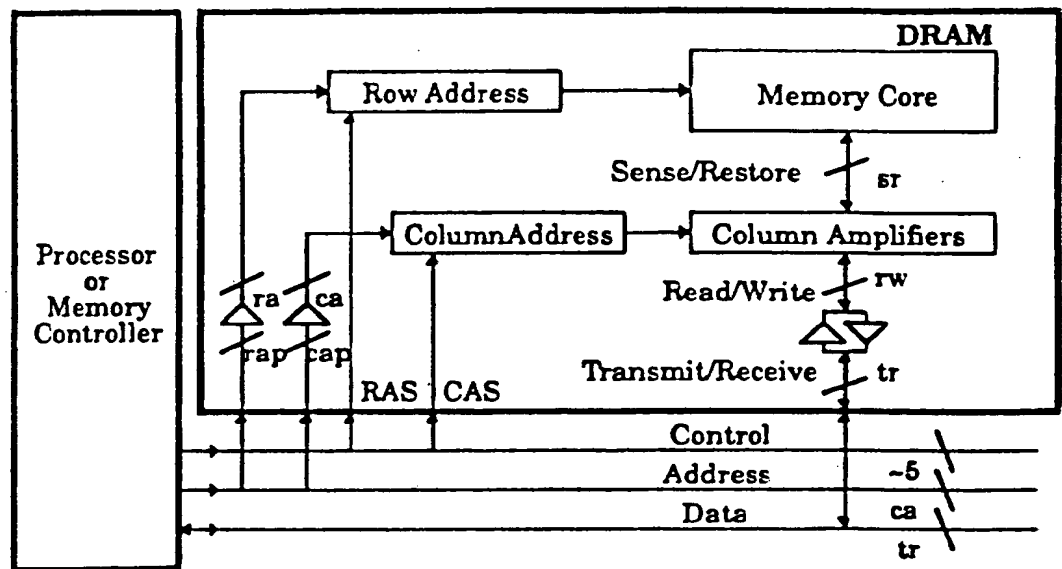 DRAM
Row Address
Memory Core
Sense/Restore
sr
ColumnAddress
Column Amplifiers
Processor
or
Memory
Controller
ra
ca
Read/Write
rw
rap
cap
Transmit/Receive
tr
RAS
CAS
Control
Address
~5
Data
ca
tr